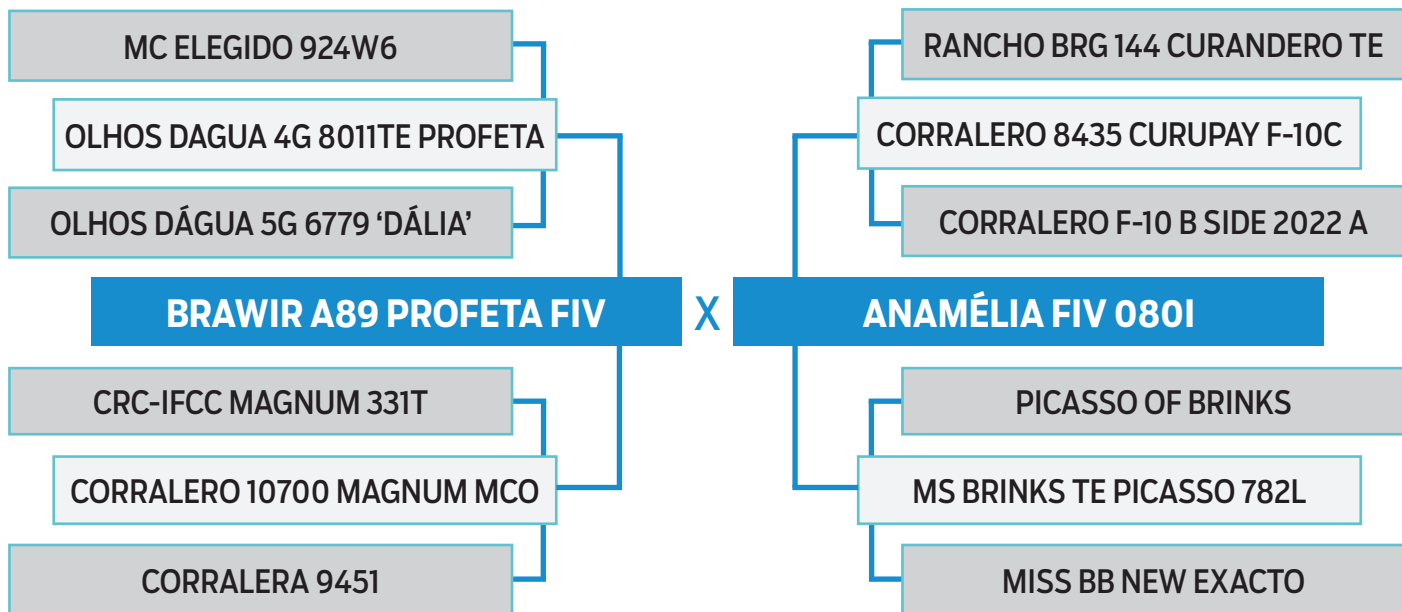 MC ELEGIDO 924W6
OLHOS DAGUA 4G 8011TE PROFETA
OLHOS DÁGUA 5G 6779 ‘DÁLIA’
BRAWIR A89 PROFETA FIV
CRC-IFCC MAGNUM 331T
CORRALERO 10700 MAGNUM MCO
CORRALERA 9451
X
RANCHO BRG 144 CURANDERO TE
CORRALERO 8435 CURUPAY F-10C
CORRALERO F-10 B SIDE 2022 A
ANAMÉLIA FIV 080I
PICASSO OF BRINKS
MS BRINKS TE PICASSO 782L
MISS BB NEW EXACTO